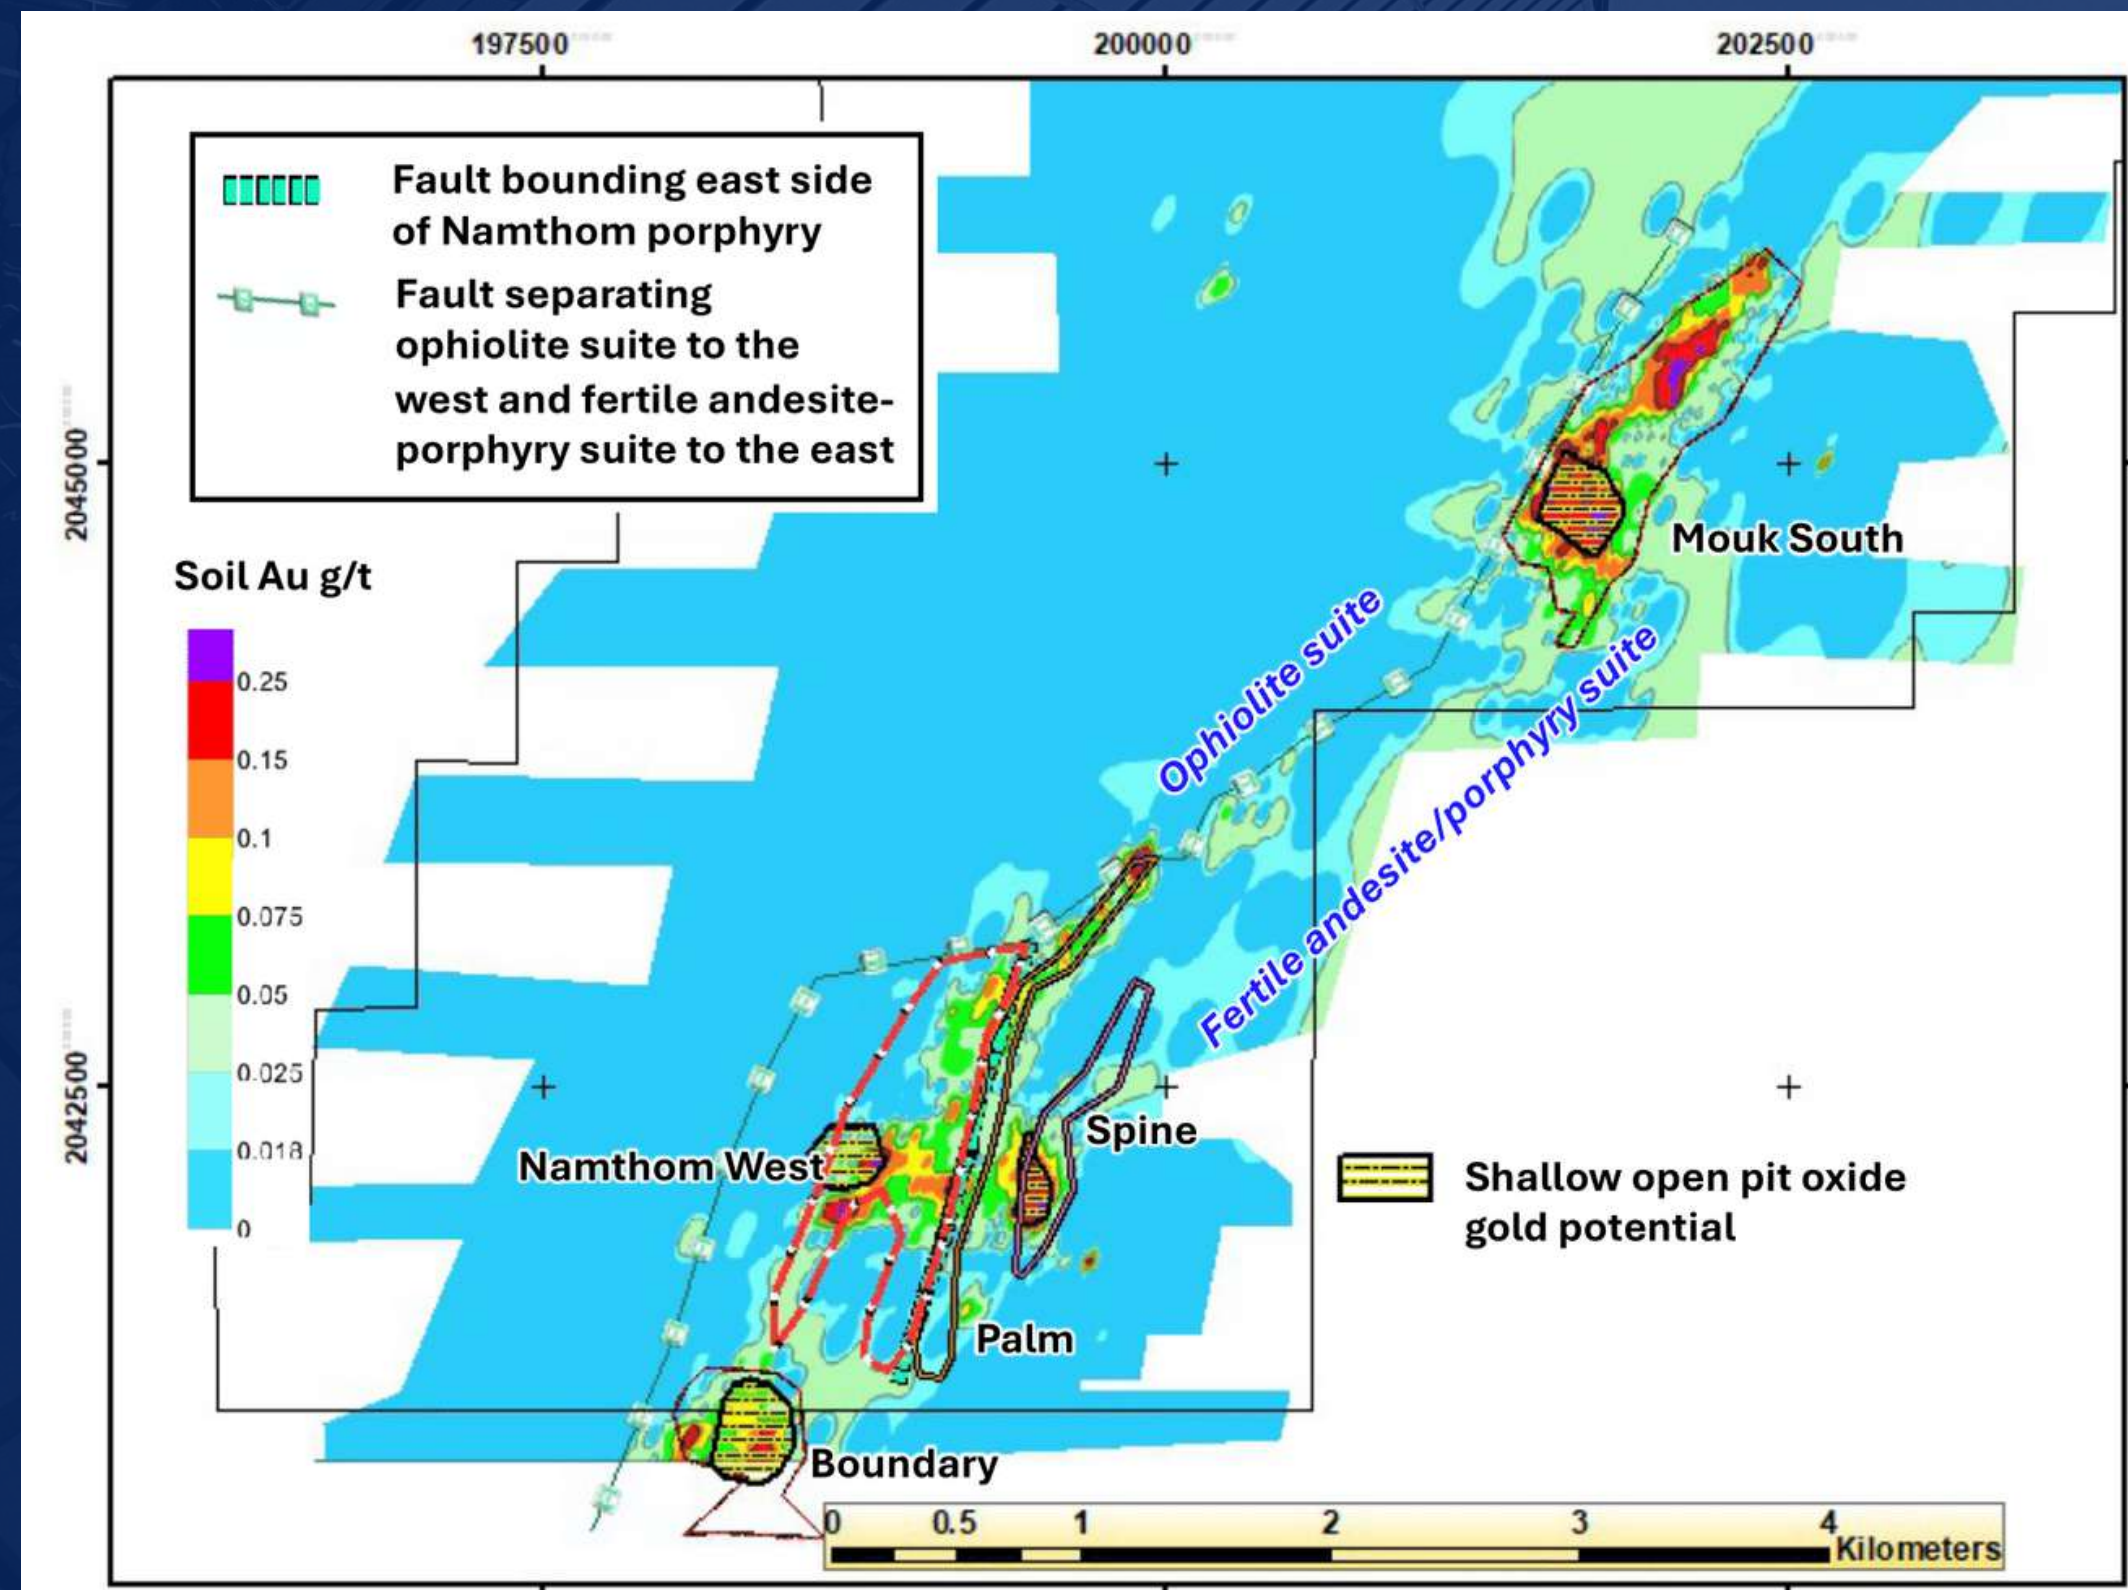 197500
200000
202500
Fault bounding east side
of Namthom porphyry
Fault separating
ophiolite suite to the
west and fertile andesite-
porphyry suite to the east
2045000
Soil Au g/t
0.25
0.15
0.1
0.075
0.05
0.025
0.018
0
2042500
Mouk South
Ophiolite suite
Fertile andesite/porphyry suite
Spine
Namthom West
Shallow open pit oxide
gold potential
Palm
Boundary
0 0.5 1 2 3 4
Kilometers